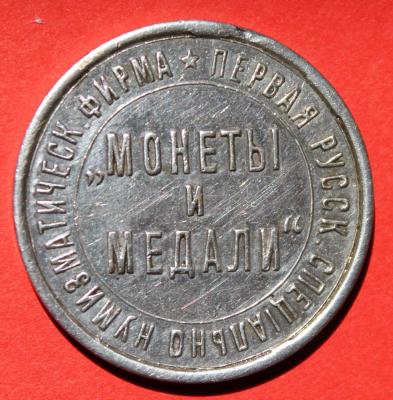 ★ ПЕРВАЯ РУССК. СПЕЦІАЛЬНО НУМИЗМАТИЧЕСК. ФИРМА
„МОНЕТЫ
И
МЕДАЛИ“